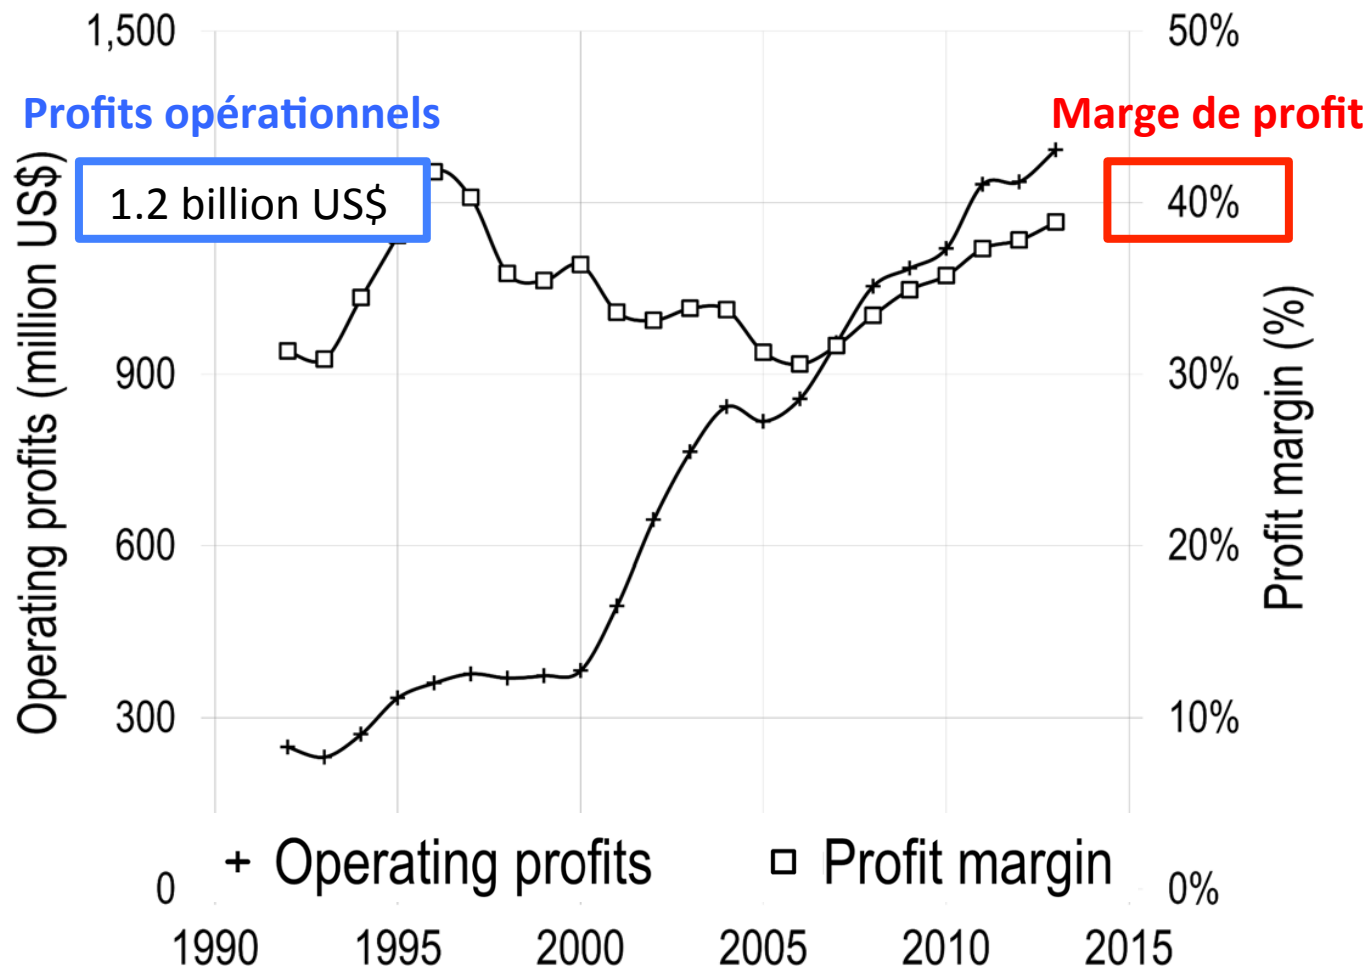 1,500
50%
Profits opérationnels
Marge de profit
1.2 billion US$
40%
900
30%
600
20%
300
10%
0
0%
Operating profits (million US$)
Profit margin (%)
+ Operating profits
□ Profit margin
1990 1995 2000 2005 2010 2015